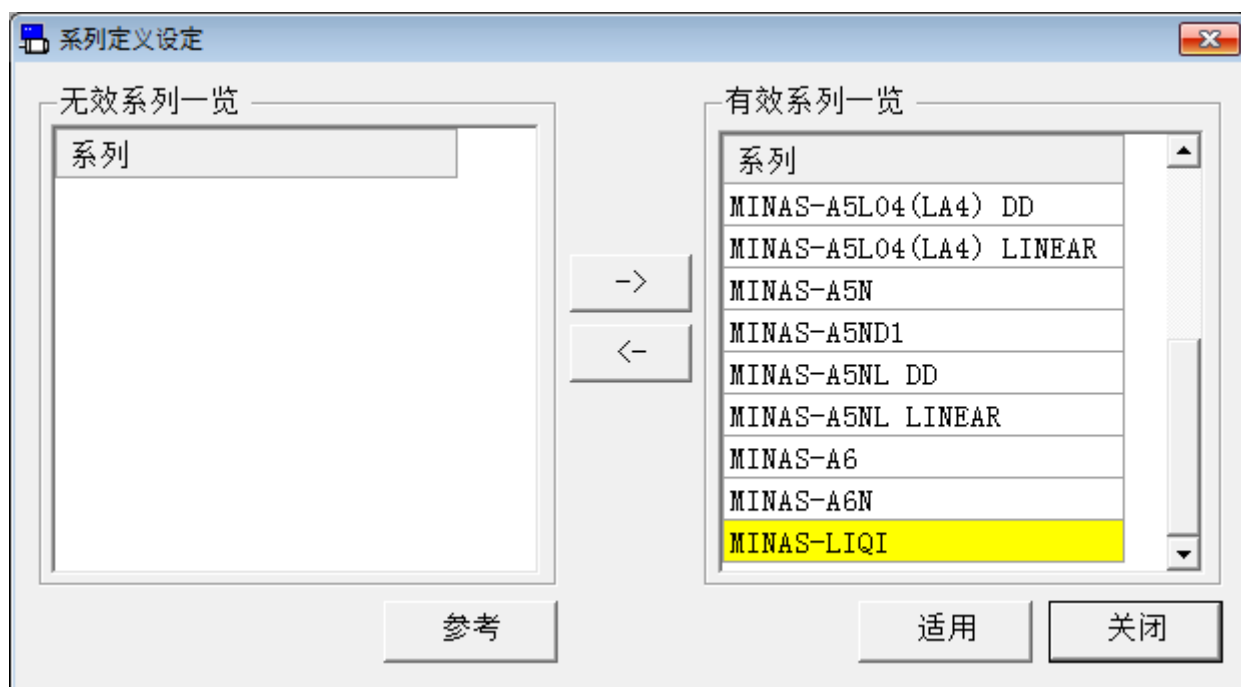 系列定义设定
无效系列一览
系列
->
<-
有效系列一览
系列
MINAS-A5L04(LA4) DD
MINAS-A5L04(LA4) LINEAR
MINAS-A5N
MINAS-A5ND1
MINAS-A5NL DD
MINAS-A5NL LINEAR
MINAS-A6
MINAS-A6N
MINAS-LIQI
参考
适用
关闭